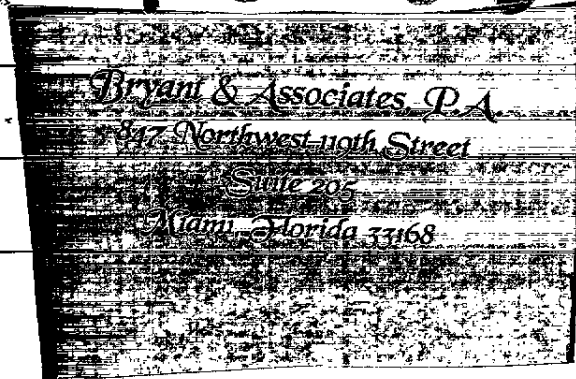 Bryant & Associates, P.A.
847 Northwest 119th Street
Suite 205
Miami, Florida 33168